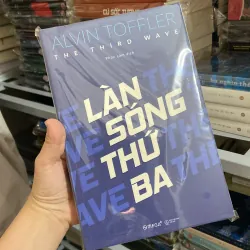 ALVIN TOFFLER
THE THIRD WAVE
LÀN
SÓNG
THỨ
BA